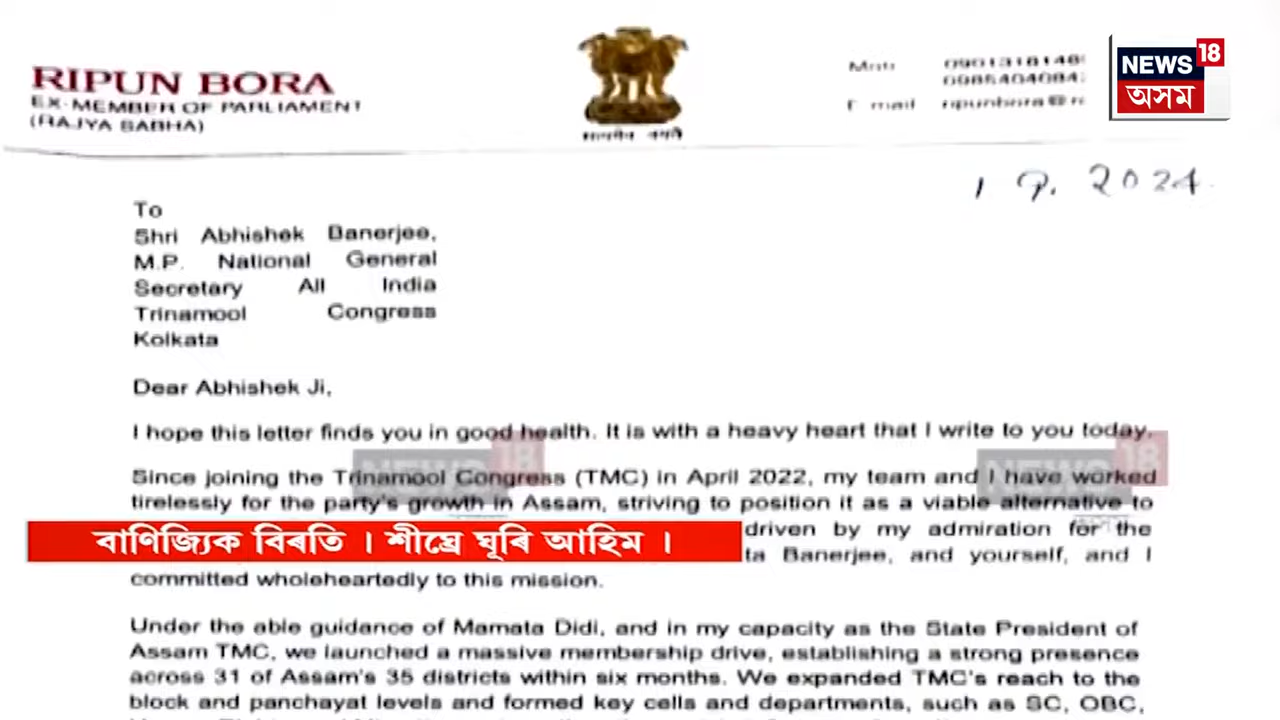 RIPUN BORA
EX-MEMBER OF PARLIAMENT
(RAJYA SABHA)
सत्यमेव जयते
E-mail
NEWS 18
অসম
1 9. 2024
To
Shri Abhishek Banerjee,
M.P. National General
Secretary All India
Trinamool Congress
Kolkata
Dear Abhishek Ji,
I hope this letter finds you in good health. It is with a heavy heart that I write to you today.
Since joining the Trinamool Congress (TMC) in April 2022, my team and I have worked
tirelessly for the party's growth in Assam, striving to position it as a viable alternative to
driven by my admiration for the
ta Banerjee, and yourself, and I
committed wholeheartedly to this mission.
বাণিজ্যিক বিৰতি । শীঘ্ৰে ঘূৰি আহিম ।
Under the able guidance of Mamata Didi, and in my capacity as the State President of
Assam TMC, we launched a massive membership drive, establishing a strong presence
across 31 of Assam's 35 districts within six months. We expanded TMC's reach to the
block and panchayat levels and formed key cells and departments, such as SC, OBC,